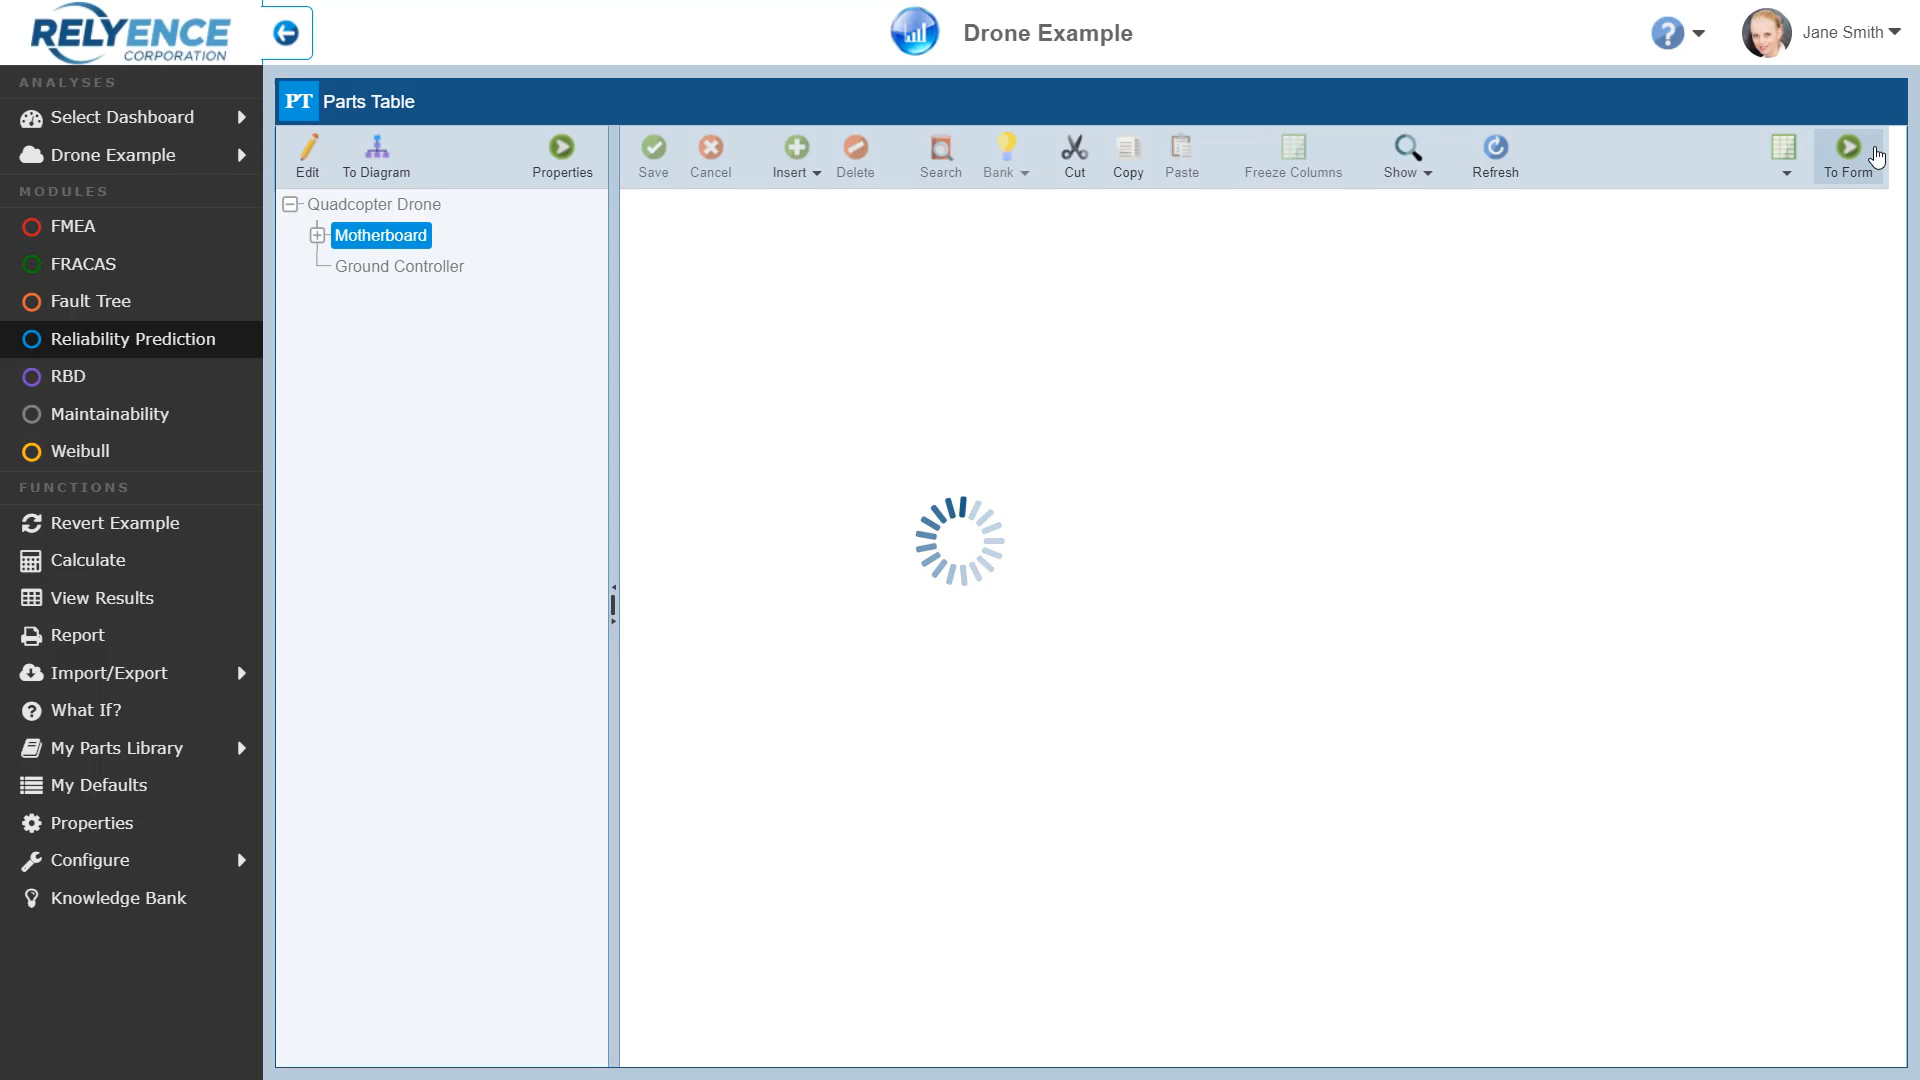 RELYENCE
CORPORATION
Drone Example
?
Jane Smith
ANALYSES
Select Dashboard
Drone Example
MODULES
FMEA
FRACAS
Fault Tree
Reliability Prediction
RBD
Maintainability
Weibull
FUNCTIONS
Revert Example
Calculate
View Results
Report
Import/Export
What If?
My Parts Library
My Defaults
Properties
Configure
Knowledge Bank
PT Parts Table
Edit To Diagram Properties
Save Cancel Insert Delete Search Bank Cut Copy Paste Freeze Columns Show Refresh To Form
Quadcopter Drone
Motherboard
Ground Controller